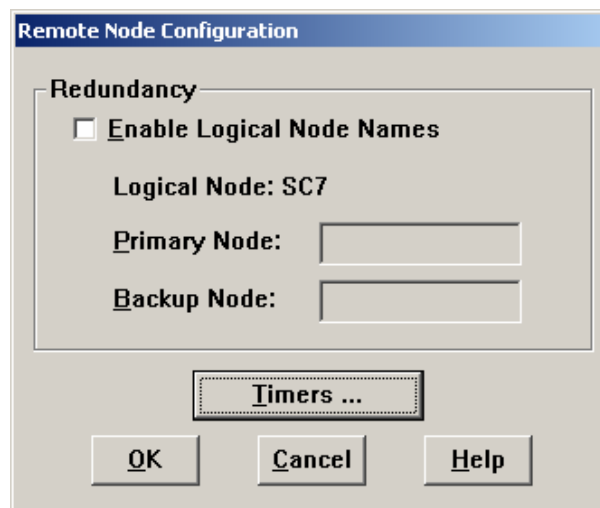 Remote Node Configuration
Redundancy
Enable Logical Node Names
Logical Node: SC7
Primary Node:
Backup Node:
Timers ...
OK Cancel Help